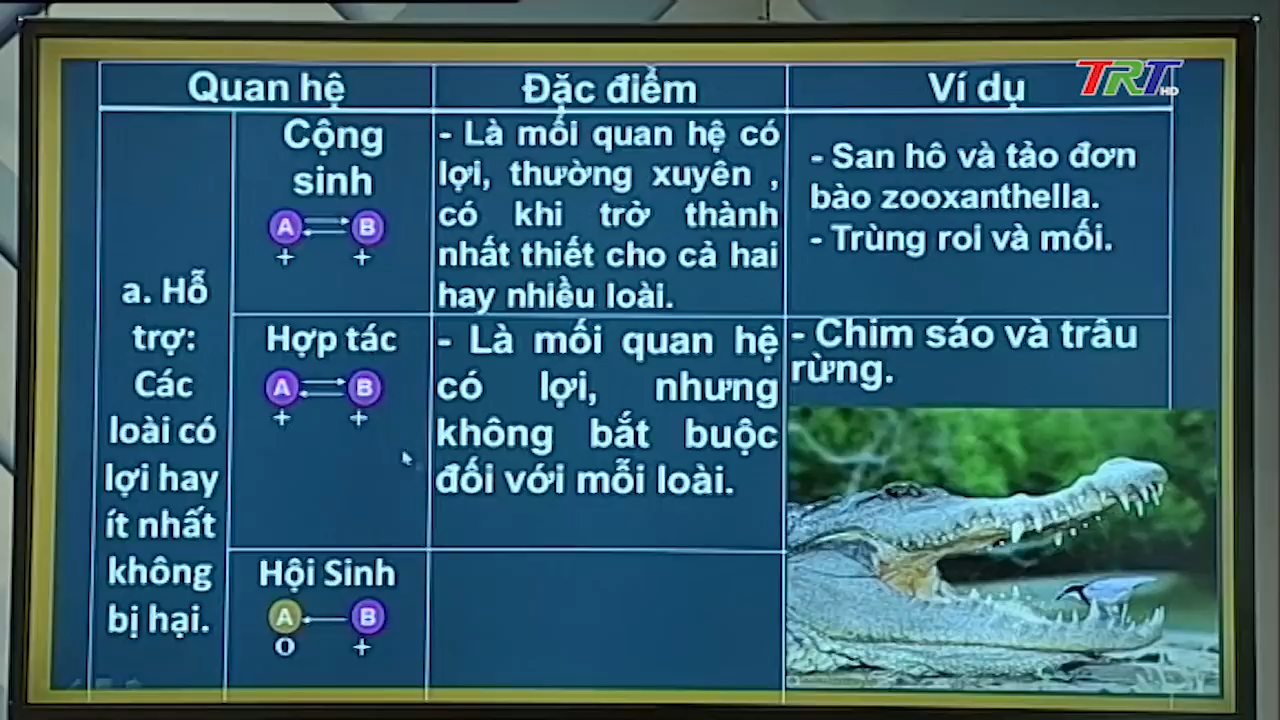 Quan hệ
Đặc điểm
Ví dụ
TRT HD
a. Hỗ
trợ:
Các
loài có
lợi hay
ít nhất
không
bị hại.
Cộng
sinh
A B
+ +
- Là mối quan hệ có
lợi, thường xuyên ,
có khi trở thành
nhất thiết cho cả hai
hay nhiều loài.
- San hô và tảo đơn
bào zooxanthella.
- Trùng roi và mối.
Hợp tác
A B
+ +
- Là mối quan hệ
có lợi, nhưng
không bắt buộc
đối với mỗi loài.
- Chim sáo và trâu
rừng.
Hội Sinh
A B
O +